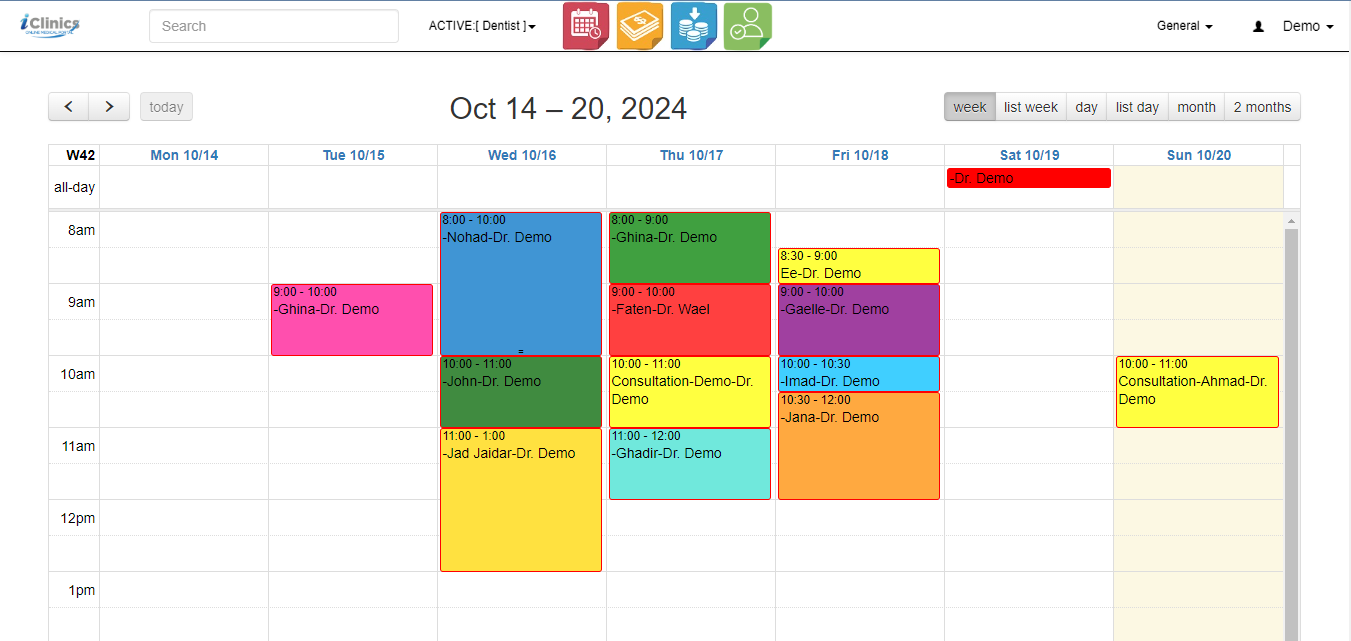 iClinics
ONLINE MEDICAL PORTAL
Search
ACTIVE:[ Dentist ]
General
Demo
today
Oct 14 – 20, 2024
week
list week
day
list day
month
2 months
W42
Mon 10/14
Tue 10/15
Wed 10/16
Thu 10/17
Fri 10/18
Sat 10/19
Sun 10/20
all-day
-Dr. Demo
8am
8:00 - 10:00
-Nohad-Dr. Demo
8:00 - 9:00
-Ghina-Dr. Demo
8:30 - 9:00
Ee-Dr. Demo
9am
9:00 - 10:00
-Ghina-Dr. Demo
9:00 - 10:00
-Faten-Dr. Wael
9:00 - 10:00
-Gaelle-Dr. Demo
10am
10:00 - 11:00
-John-Dr. Demo
10:00 - 11:00
Consultation-Demo-Dr.
Demo
10:00 - 10:30
-Imad-Dr. Demo
10:30 - 12:00
-Jana-Dr. Demo
10:00 - 11:00
Consultation-Ahmad-Dr.
Demo
11am
11:00 - 1:00
-Jad Jaidar-Dr. Demo
11:00 - 12:00
-Ghadir-Dr. Demo
12pm
1pm